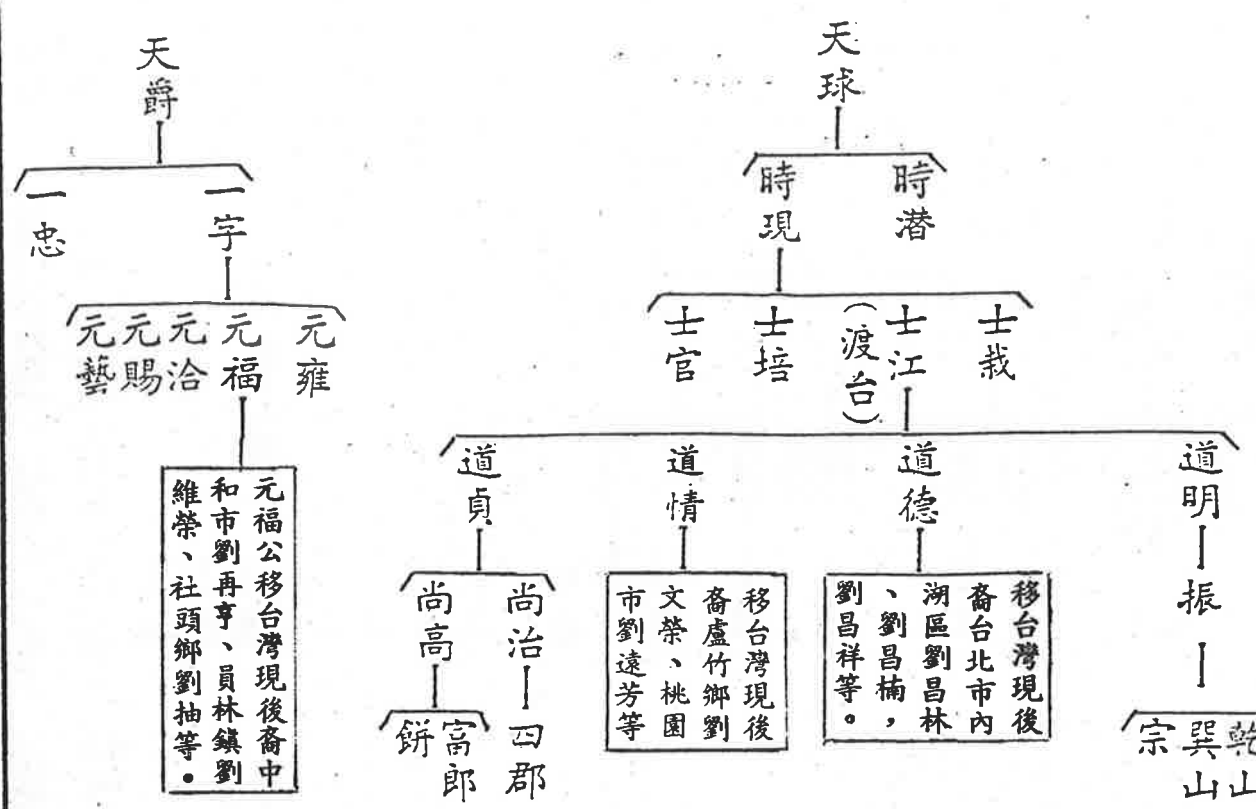 天球
時潛
時現
士栽
士江
（渡台）
士培
士官
道明
道德
道情
道貞
振
移台灣現後
裔台北市內
湖區劉昌林
、劉昌楠，
劉昌祥等。
移台灣現後
裔盧竹鄉劉
文榮、桃園
市劉遠芳等
尚治
尚高
乾山
巽山
宗
四郡
富郎
餅
天爵
一字
一忠
元雍
元福
元洽
元賜
元藝
元福公移台灣現後裔中
和市劉再亨、員林鎮劉
維榮、社頭鄉劉抽等。